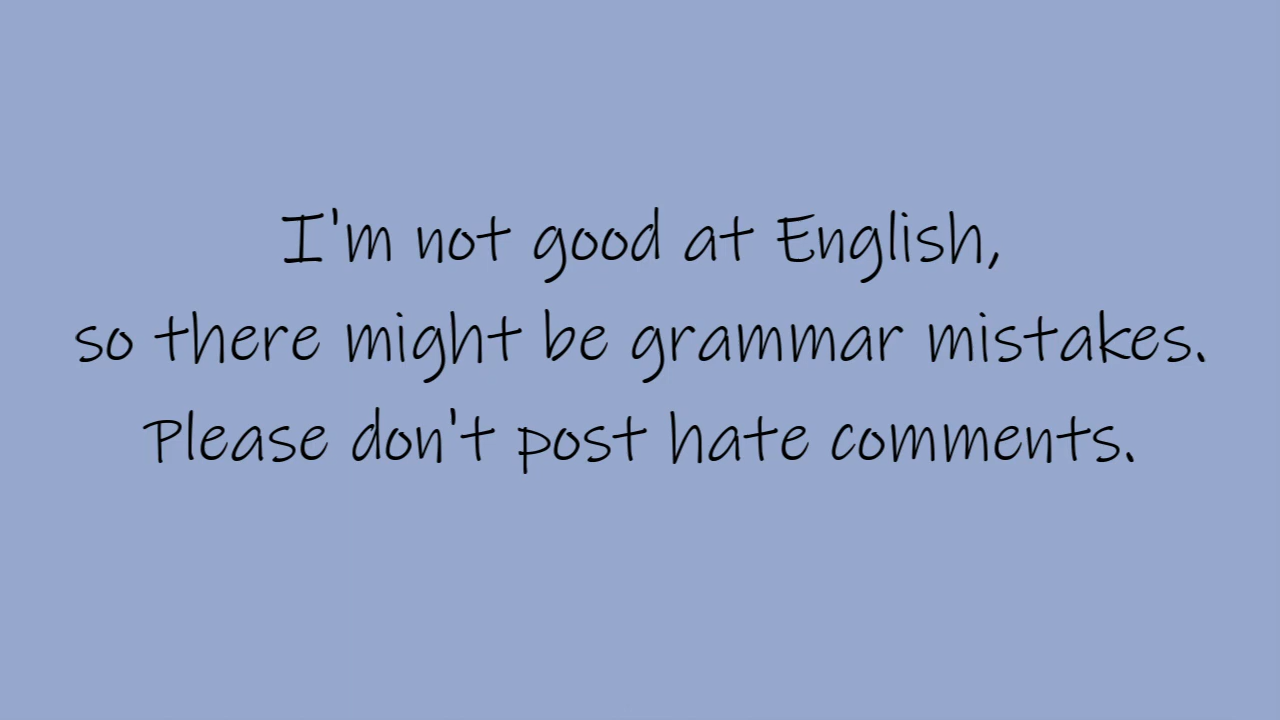 I'm not good at English,
so there might be grammar mistakes.
Please don't post hate comments.